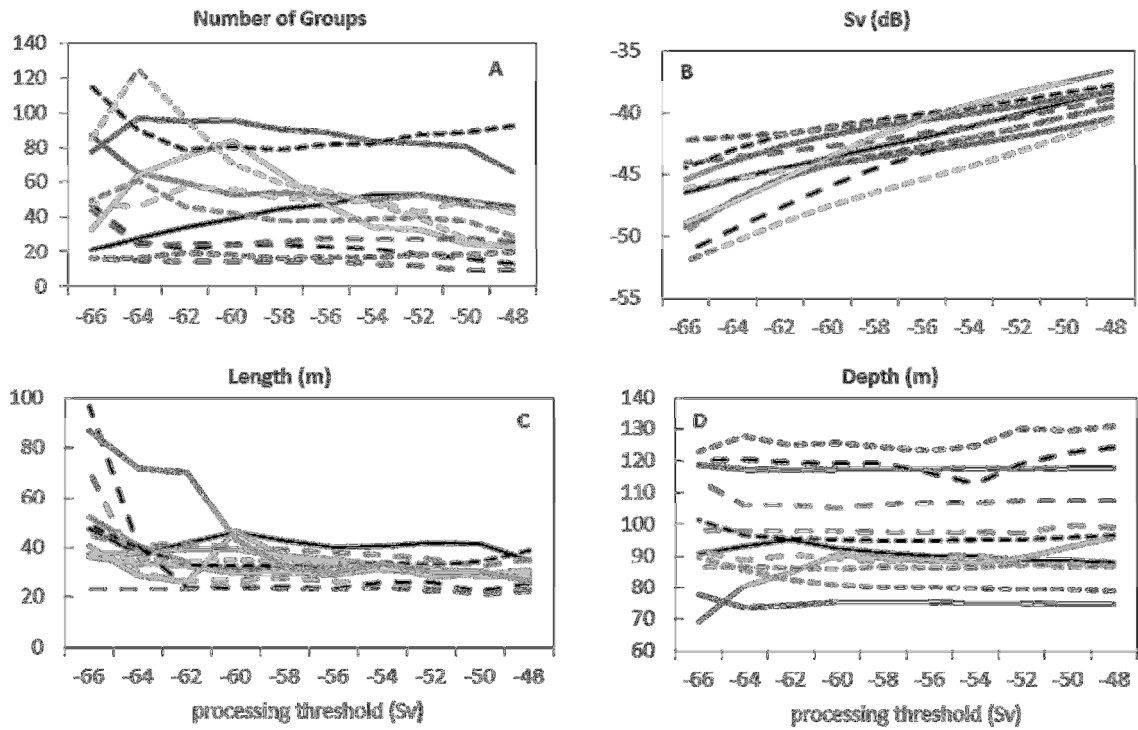 Number of Groups
A
140
120
100
80
60
40
20
0
-66 -64 -62 -60 -58 -56 -54 -52 -50 -48
Sv (dB)
B
-35
-40
-45
-50
-55
-66 -64 -62 -60 -58 -56 -54 -52 -50 -48
Length (m)
C
100
80
60
40
20
0
-66 -64 -62 -60 -58 -56 -54 -52 -50 -48
processing threshold (Sv)
Depth (m)
D
140
130
120
110
100
90
80
70
60
-66 -64 -62 -60 -58 -56 -54 -52 -50 -48
processing threshold (Sv)